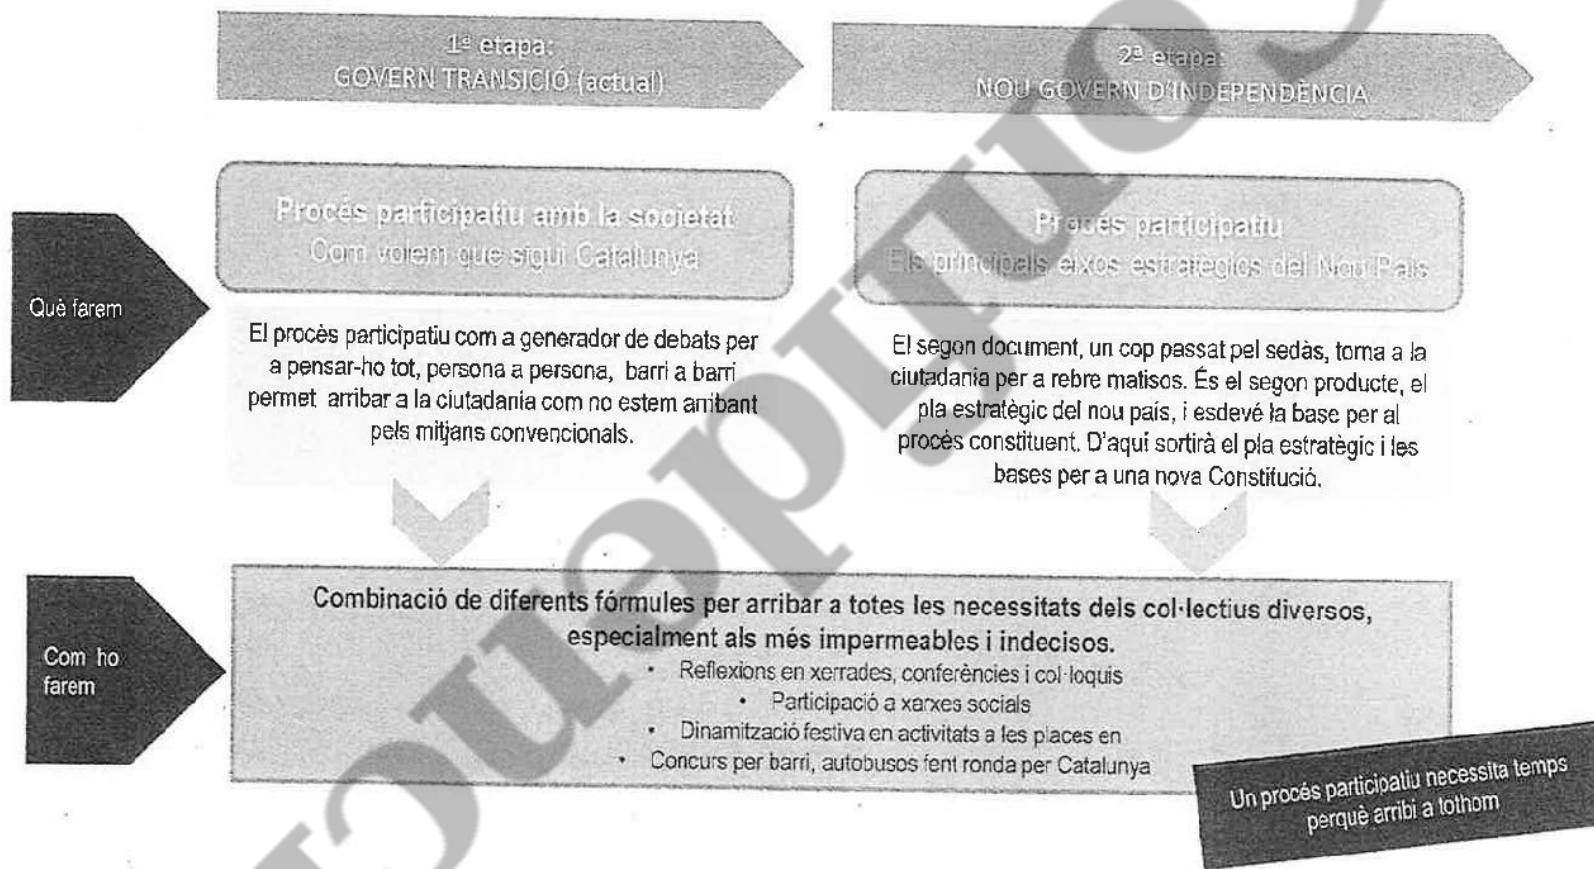 1ª etapa:
GOVERN TRANSICIÓ (actual)
2ª etapa:
NOU GOVERN D'INDEPENDÈNCIA
Què farem
Procés participatiu amb la societat
Com volem que sigui Catalunya
Procés participatiu
Els principals eixos estratègics del Nou País
El procès participatiu com a generador de debats per
a pensar-ho tot, persona a persona, barri a barri
permet arribar a la ciutadania com no estem arribant
pels mitjans convencionals.
El segon document, un cop passat pel sedàs, torna a la
ciutadania per a rebre matisos. És el segon producte, el
pla estratègic del nou país, i esdevé la base per al
procés constituent. D'aquí sortirà el pla estratègic i les
bases per a una nova Constitució.
Com ho
farem
Combinació de diferents fórmules per arribar a totes les necessitats dels col·lectius diversos,
especialment als més impermeables i indecisos.
• Reflexions en xerrades, conferències i col·loquis
• Participació a xarxes socials
• Dinamització festiva en activitats a les places en
• Concurs per barri, autobusos fent ronda per Catalunya
Un procés participatiu necessita temps
perquè arribi a tothom
Confidenci